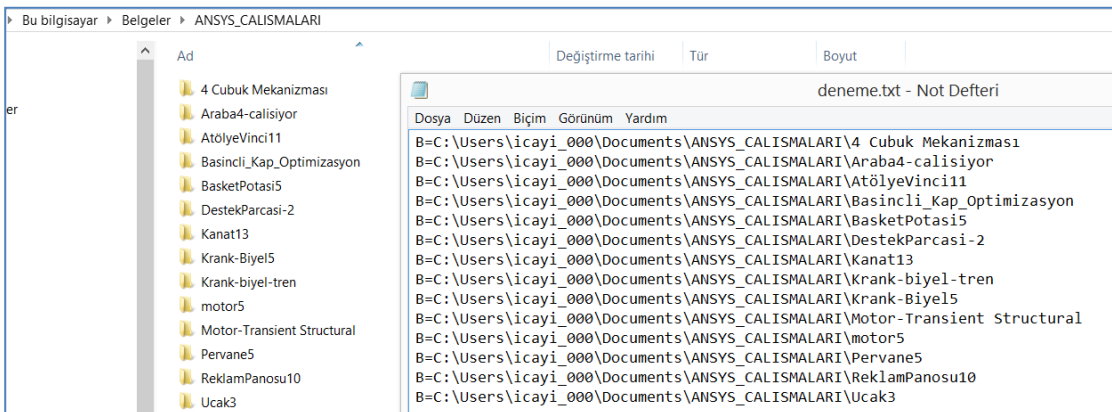 Bu bilgisayar ▸ Belgeler ▸ ANSYS_CALISMALARI
Ad Değiştirme tarihi Tür Boyut
er
4 Cubuk Mekanizması
Araba4-calisiyor
AtölyeVinci11
Basincli_Kap_Optimizasyon
BasketPotasi5
DestekParcasi-2
Kanat13
Krank-Biyel5
Krank-biyel-tren
motor5
Motor-Transient Structural
Pervane5
ReklamPanosu10
Ucak3
deneme.txt - Not Defteri
Dosya Düzen Biçim Görünüm Yardım
B=C:\Users\icayi_000\Documents\ANSYS_CALISMALARI\4 Cubuk Mekanizması
B=C:\Users\icayi_000\Documents\ANSYS_CALISMALARI\Araba4-calisiyor
B=C:\Users\icayi_000\Documents\ANSYS_CALISMALARI\AtölyeVinci11
B=C:\Users\icayi_000\Documents\ANSYS_CALISMALARI\Basincli_Kap_Optimizasyon
B=C:\Users\icayi_000\Documents\ANSYS_CALISMALARI\BasketPotasi5
B=C:\Users\icayi_000\Documents\ANSYS_CALISMALARI\DestekParcasi-2
B=C:\Users\icayi_000\Documents\ANSYS_CALISMALARI\Kanat13
B=C:\Users\icayi_000\Documents\ANSYS_CALISMALARI\Krank-biyel-tren
B=C:\Users\icayi_000\Documents\ANSYS_CALISMALARI\Krank-Biyel5
B=C:\Users\icayi_000\Documents\ANSYS_CALISMALARI\Motor-Transient Structural
B=C:\Users\icayi_000\Documents\ANSYS_CALISMALARI\motor5
B=C:\Users\icayi_000\Documents\ANSYS_CALISMALARI\Pervane5
B=C:\Users\icayi_000\Documents\ANSYS_CALISMALARI\ReklamPanosu10
B=C:\Users\icayi_000\Documents\ANSYS_CALISMALARI\Ucak3